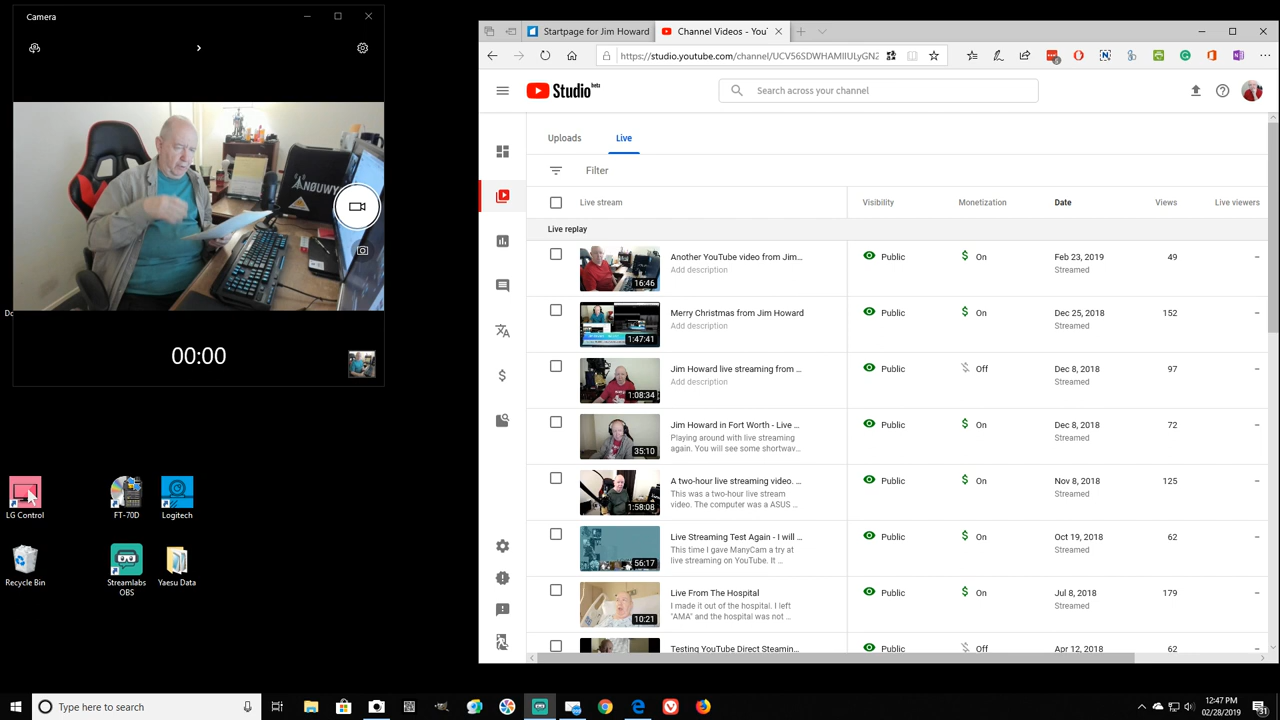 Camera
ANOUWY
00:00
LG Control
FT-70D
Logitech
Recycle Bin
Streamlabs
OBS
Yaesu Data
Startpage for Jim Howard
Channel Videos - You
https://studio.youtube.com/channel/UCV56SDWHAMIIULyGN2
Studio beta
Search across your channel
Uploads
Live
Filter
Live stream
Visibility
Monetization
Date
Views
Live viewers
Live replay
Another YouTube video from Jim...
Add description
16:46
Public
On
Feb 23, 2019
Streamed
49
–
Merry Christmas from Jim Howard
Add description
1:47:41
Public
On
Dec 25, 2018
Streamed
152
–
Jim Howard live streaming from ...
Add description
1:08:34
Public
Off
Dec 8, 2018
Streamed
97
–
Jim Howard in Fort Worth - Live ...
Playing around with live streaming
again. You will see some shortwav...
35:10
Public
On
Dec 8, 2018
Streamed
72
–
A two-hour live streaming video. ...
This was a two-hour live stream
video. The computer was a ASUS ...
1:58:08
Public
On
Nov 8, 2018
Streamed
125
–
Live Streaming Test Again - I will ...
This time I gave ManyCam a try at
live streaming on YouTube. It ...
56:17
Public
On
Oct 19, 2018
Streamed
62
–
Live From The Hospital
I made it out of the hospital. I left
"AMA" and the hospital was not ...
10:21
Public
On
Jul 8, 2018
Streamed
179
–
Testing YouTube Direct Steamin...
Public
Off
Apr 12, 2018
62
–
Type here to search
12:47 PM
02/28/2019
31